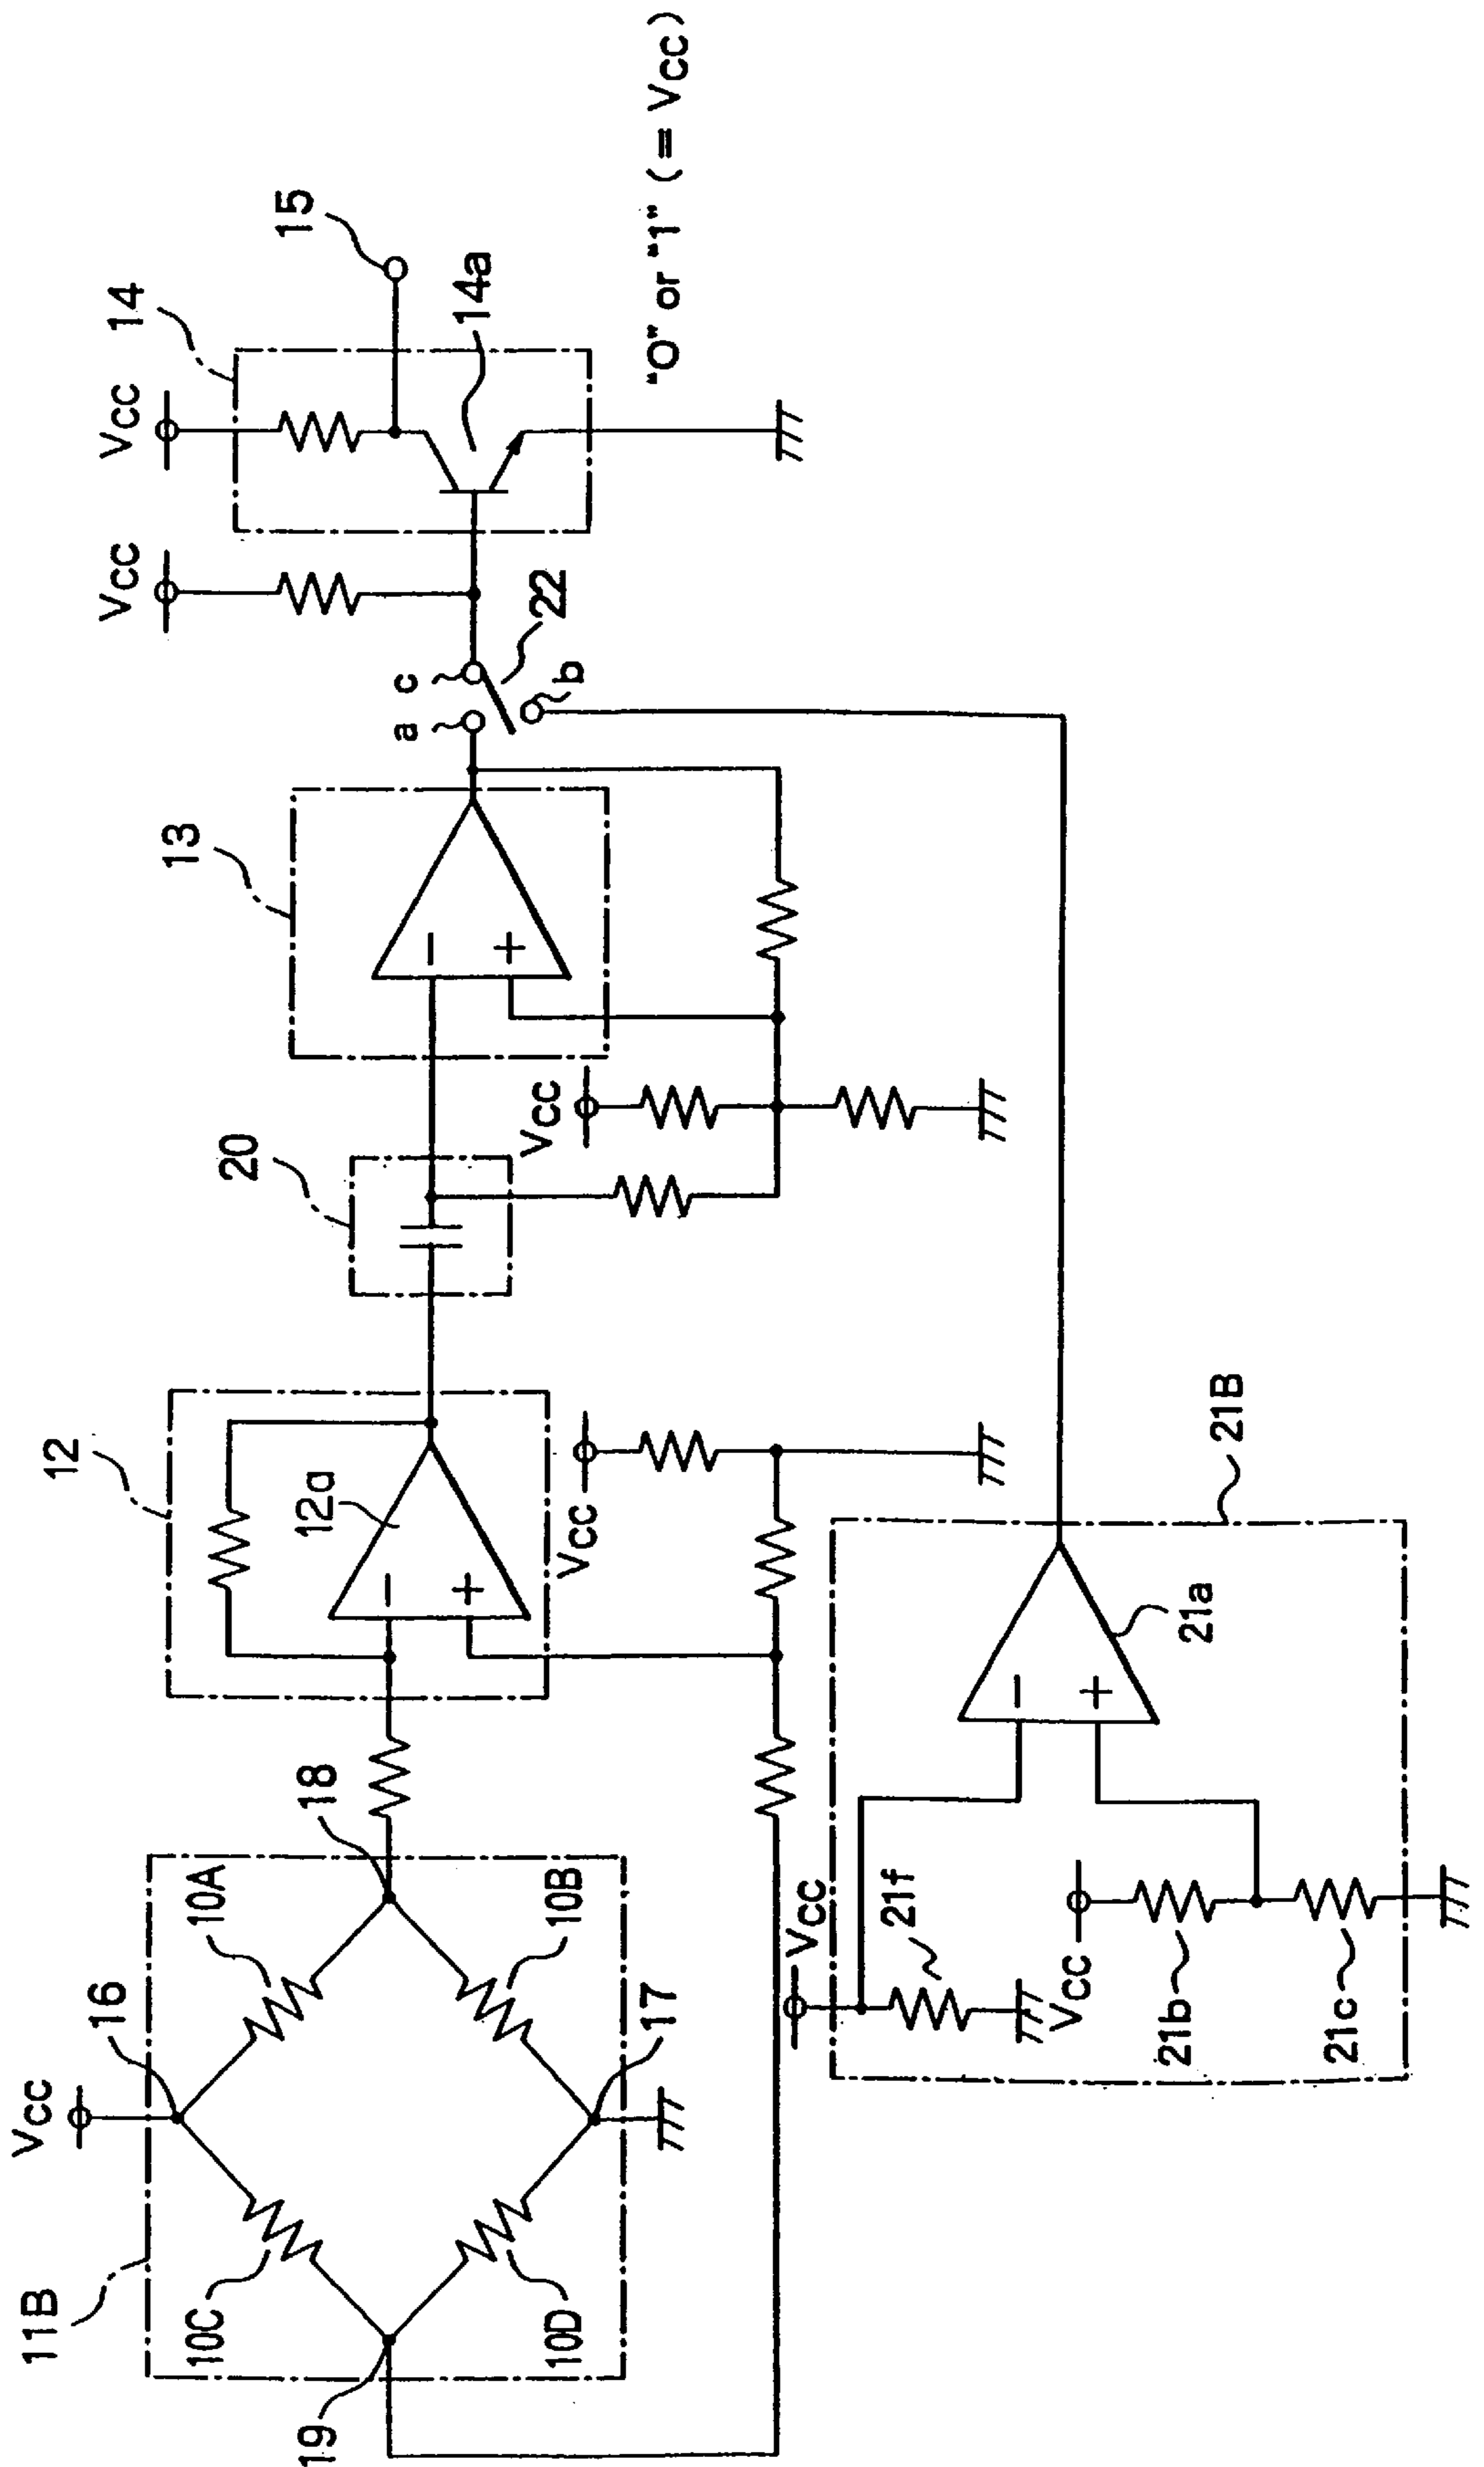 11B
Vcc
16
10C
10A
19
18
10D
10B
17
12
12a
Vcc
20
Vcc
13
a
c
b
22
Vcc
Vcc
14
15
14a
"0" or "1" (= Vcc)
Vcc
21f
Vcc
21b
21c
21a
21B